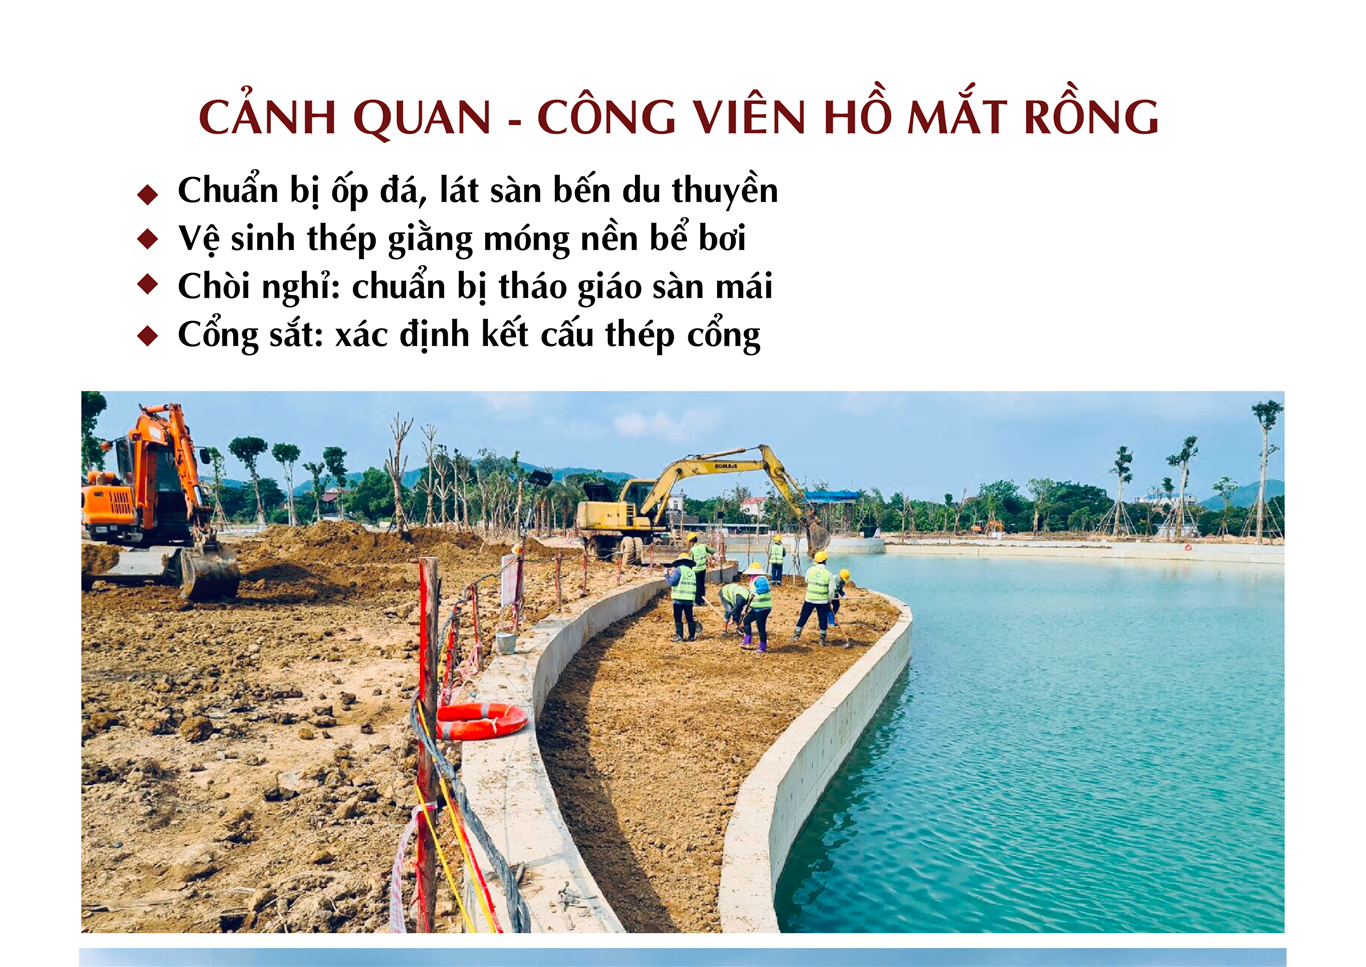 CẢNH QUAN - CÔNG VIÊN HỒ MẮT RỒNG
Chuẩn bị ốp đá, lát sàn bến du thuyền
Vệ sinh thép giằng móng nền bể bơi
Chòi nghỉ: chuẩn bị tháo giáo sàn mái
Cổng sắt: xác định kết cấu thép cổng